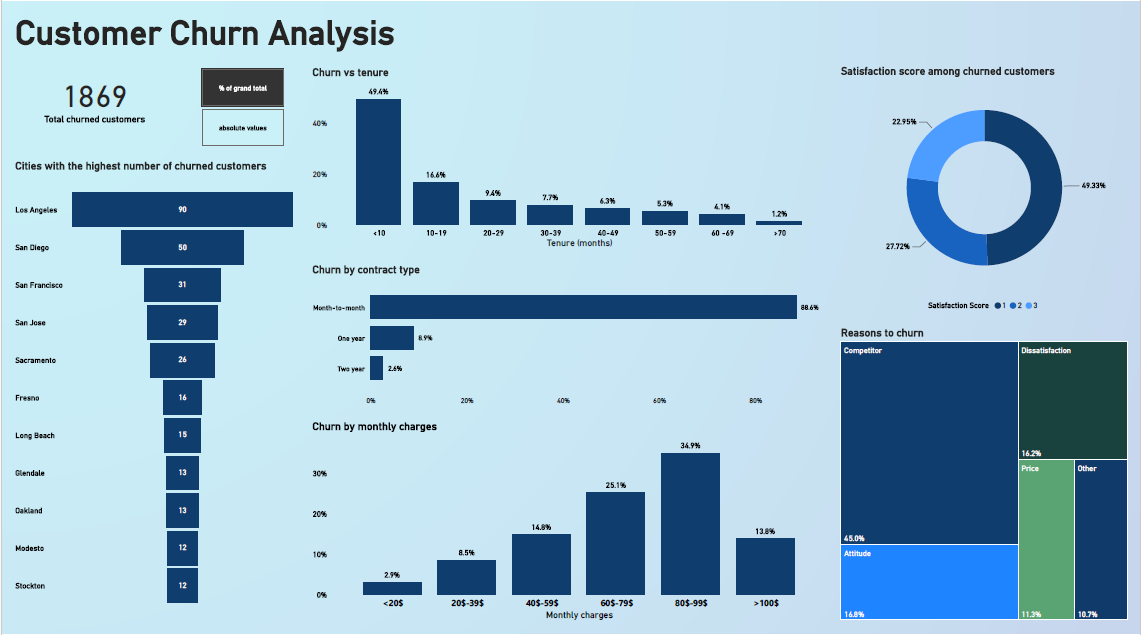 Customer Churn Analysis
1869
Total churned customers
% of grand total
absolute values
Cities with the highest number of churned customers
Los Angeles 90
San Diego 50
San Francisco 31
San Jose 29
Sacramento 26
Fresno 16
Long Beach 15
Glendale 13
Oakland 13
Modesto 12
Stockton 12
Churn vs tenure
40%
20%
0%
49.4% 16.6% 9.4% 7.7% 6.3% 5.3% 4.1% 1.2%
<10 10-19 20-29 30-39 40-49 50-59 60 -69 >70
Tenure (months)
Churn by contract type
Month-to-month 88.6%
One year 8.9%
Two year 2.6%
0% 20% 40% 60% 80%
Churn by monthly charges
30%
20%
10%
0%
2.9% 8.5% 14.8% 25.1% 34.9% 13.8%
<20$ 20$-39$ 40$-59$ 60$-79$ 80$-99$ >100$
Monthly charges
Satisfaction score among churned customers
22.95%
49.33%
27.72%
Satisfaction Score 1 2 3
Reasons to churn
Competitor
45.0%
Attitude
16.8%
Dissatisfaction
16.2%
Price
11.3%
Other
10.7%